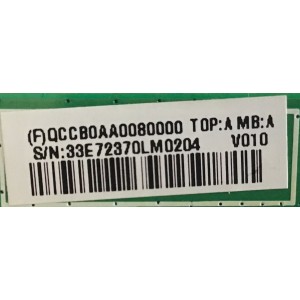 (F)QCCB0AA0080000 TOP:A MB:A
S/N:33E72370LM0204 V010